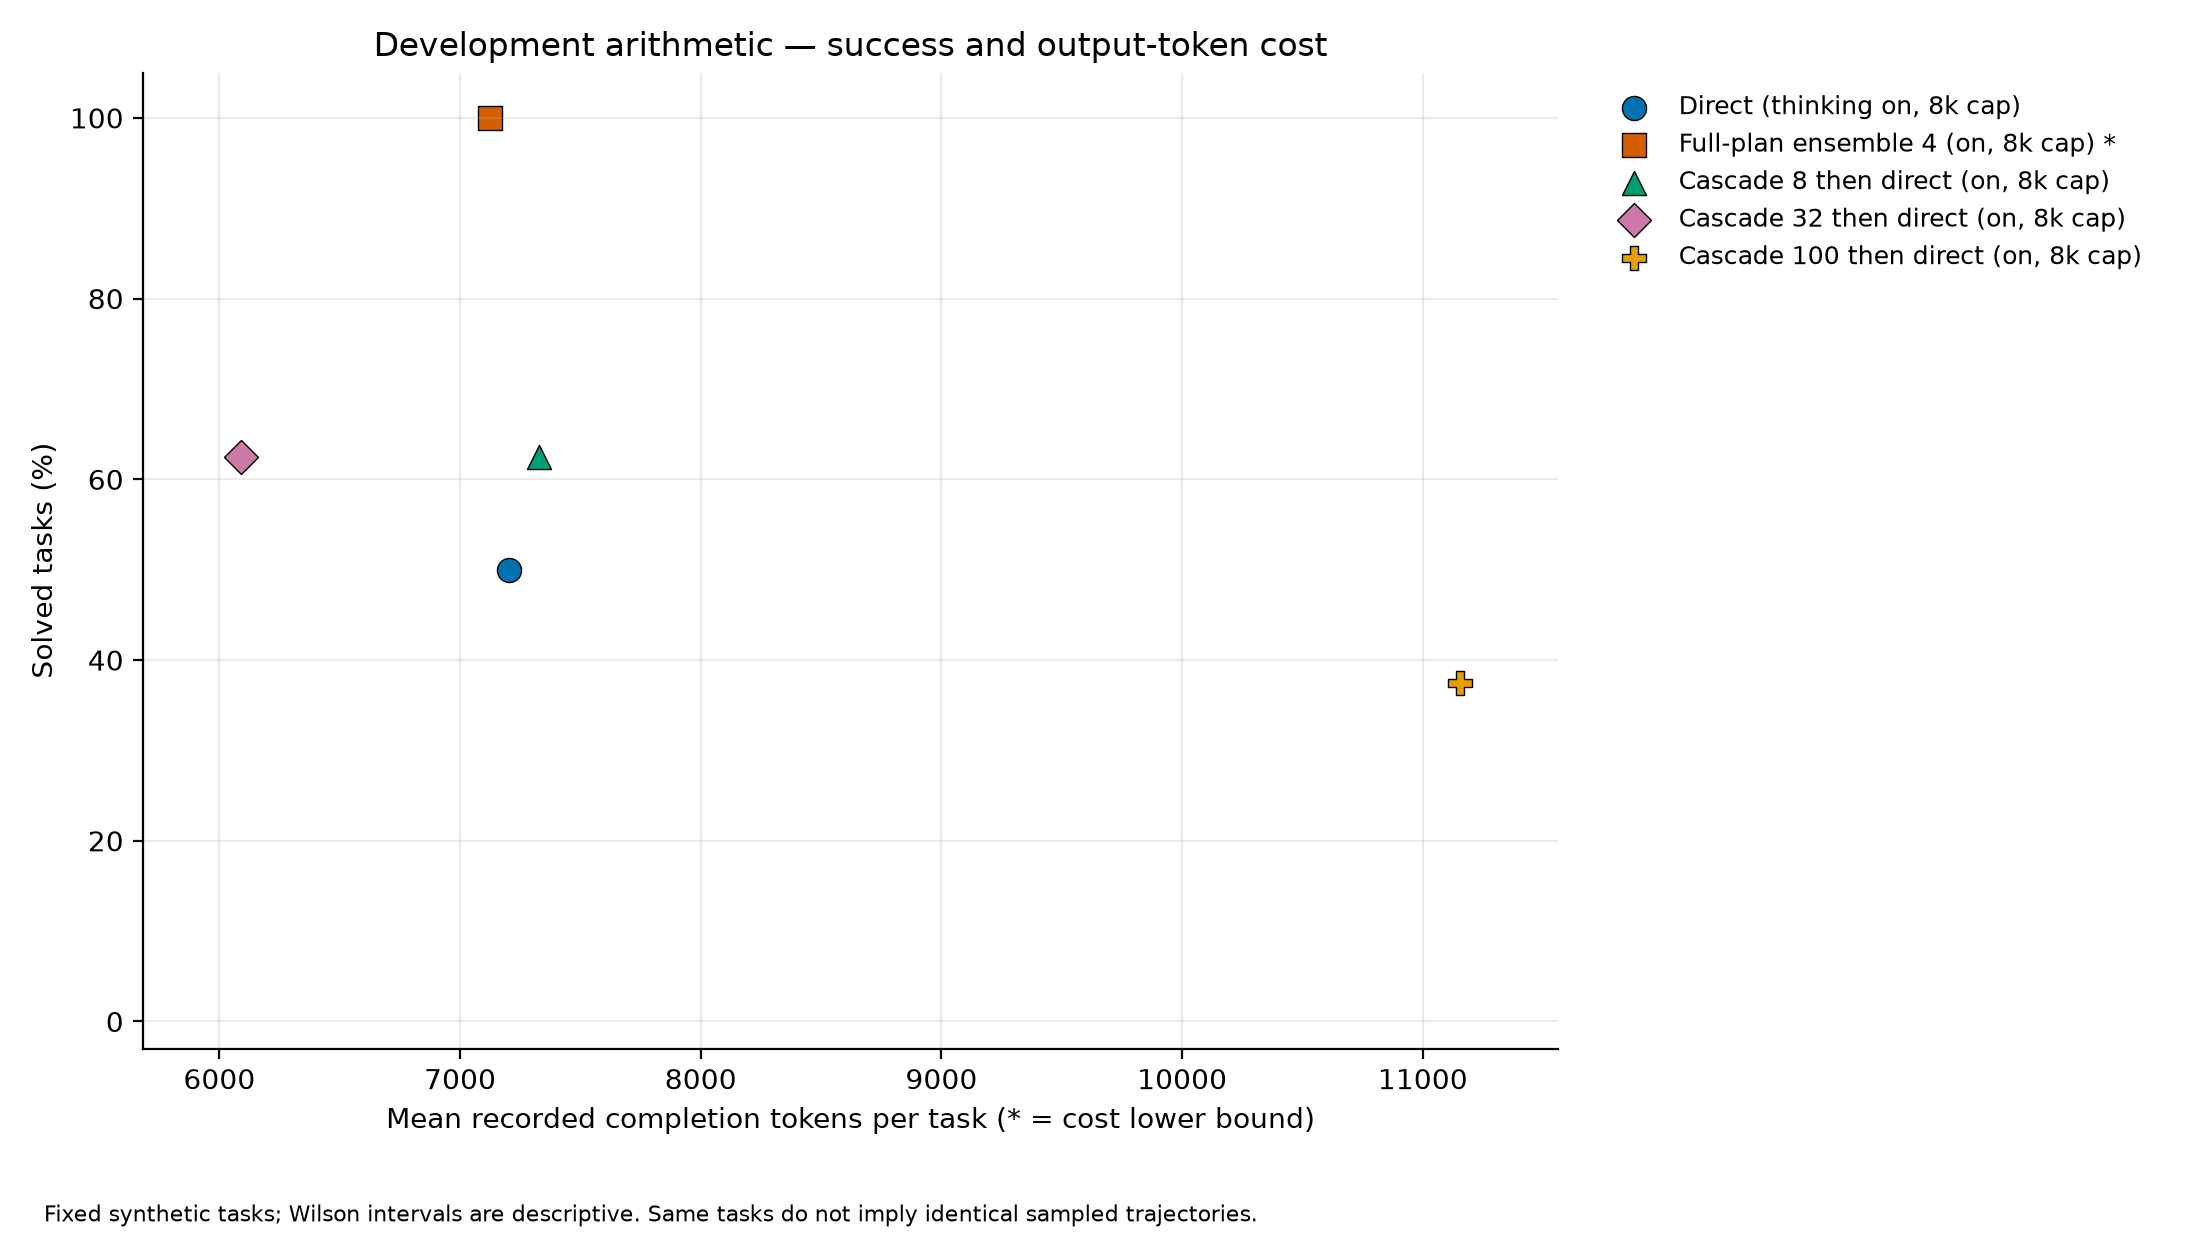 Development arithmetic — success and output-token cost
Direct (thinking on, 8k cap)
Full-plan ensemble 4 (on, 8k cap) *
Cascade 8 then direct (on, 8k cap)
Cascade 32 then direct (on, 8k cap)
Cascade 100 then direct (on, 8k cap)
Solved tasks (%)
100
80
60
40
20
0
6000 7000 8000 9000 10000 11000
Mean recorded completion tokens per task (* = cost lower bound)
Fixed synthetic tasks; Wilson intervals are descriptive. Same tasks do not imply identical sampled trajectories.